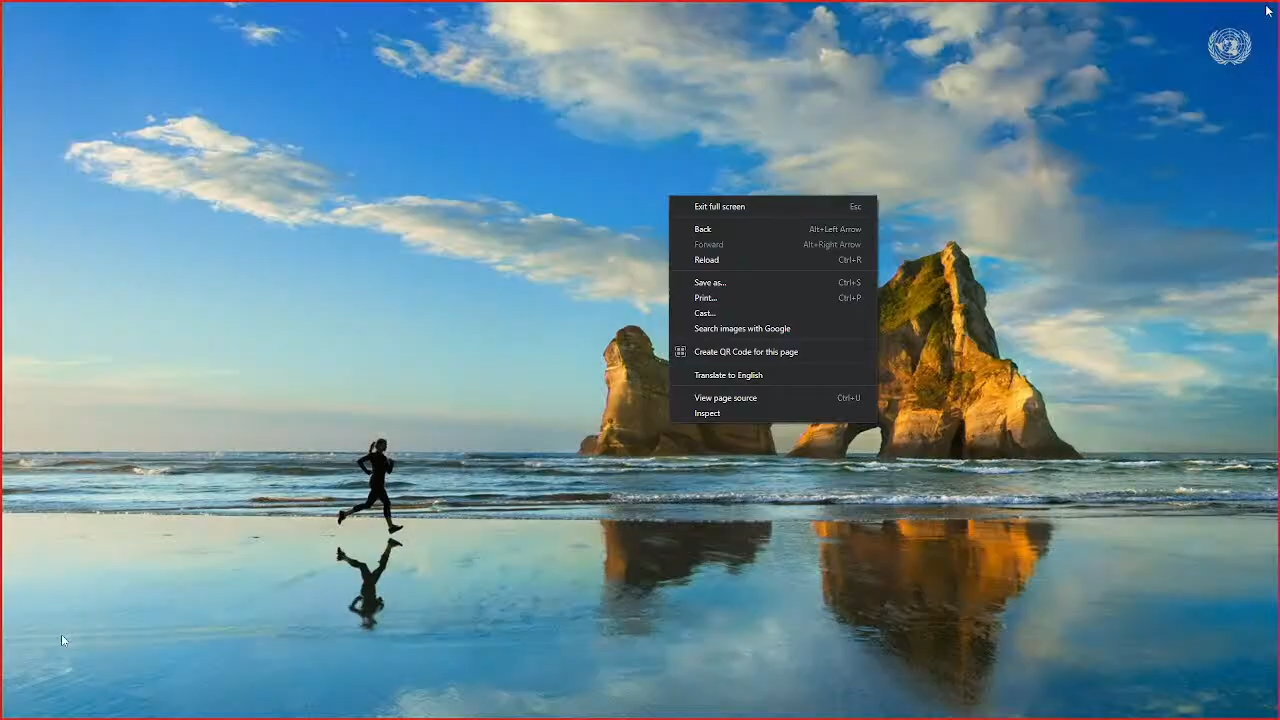 Exit full screen Esc
Back Alt+Left Arrow
Forward Alt+Right Arrow
Reload Ctrl+R
Save as... Ctrl+S
Print... Ctrl+P
Cast...
Search images with Google
Create QR Code for this page
Translate to English
View page source Ctrl+U
Inspect